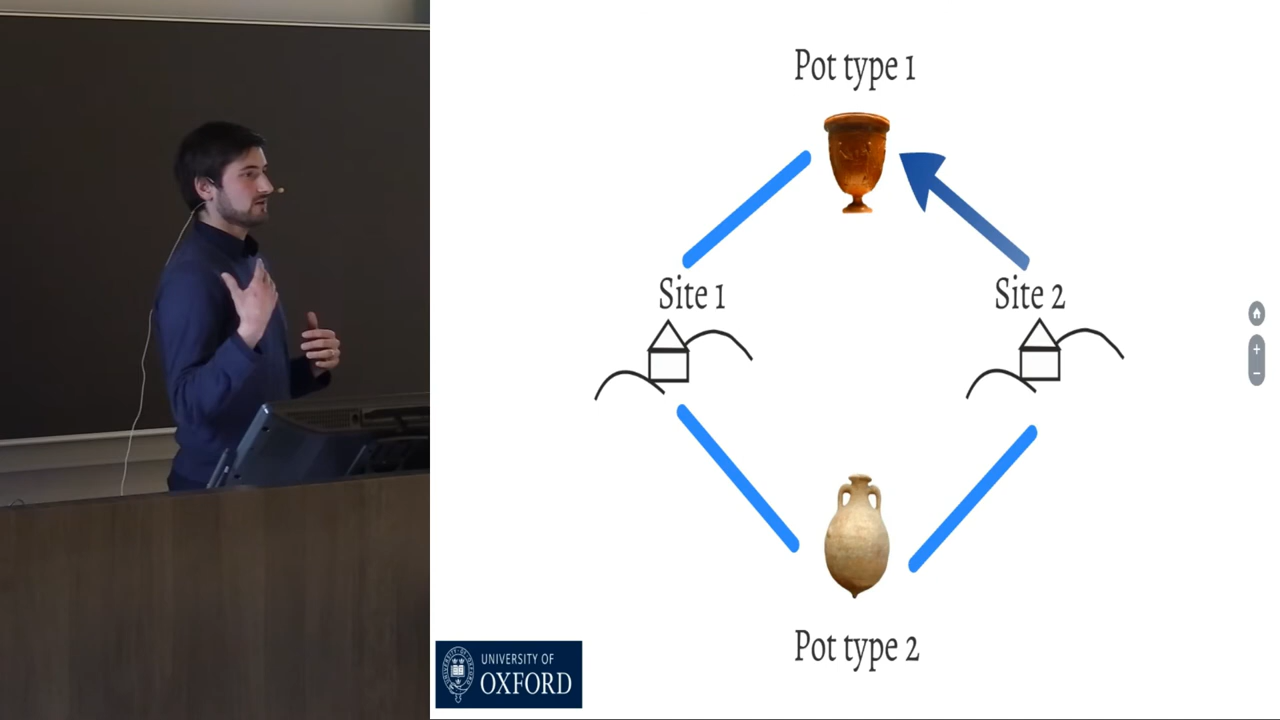 Pot type 1
Site 1
Site 2
Pot type 2
UNIVERSITY OF
OXFORD